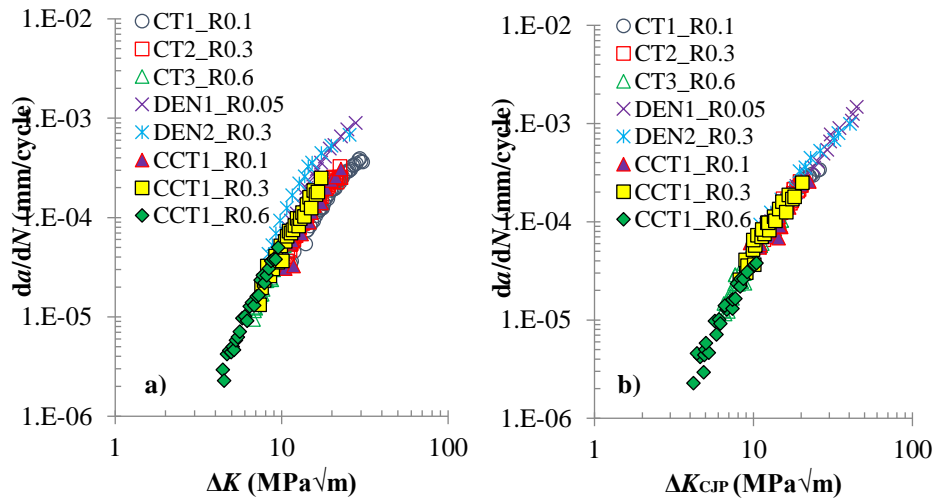 1.E-02
1.E-03
1.E-04
1.E-05
1.E-06
da/dN (mm/cycle)
CT1_R0.1
CT2_R0.3
CT3_R0.6
DEN1_R0.05
DEN2_R0.3
CCT1_R0.1
CCT1_R0.3
CCT1_R0.6
a)
1 10 100
ΔK (MPa√m)
1.E-02
1.E-03
1.E-04
1.E-05
1.E-06
da/dN (mm/cycle)
CT1_R0.1
CT2_R0.3
CT3_R0.6
DEN1_R0.05
DEN2_R0.3
CCT1_R0.1
CCT1_R0.3
CCT1_R0.6
b)
1 10 100
ΔKCJP (MPa√m)